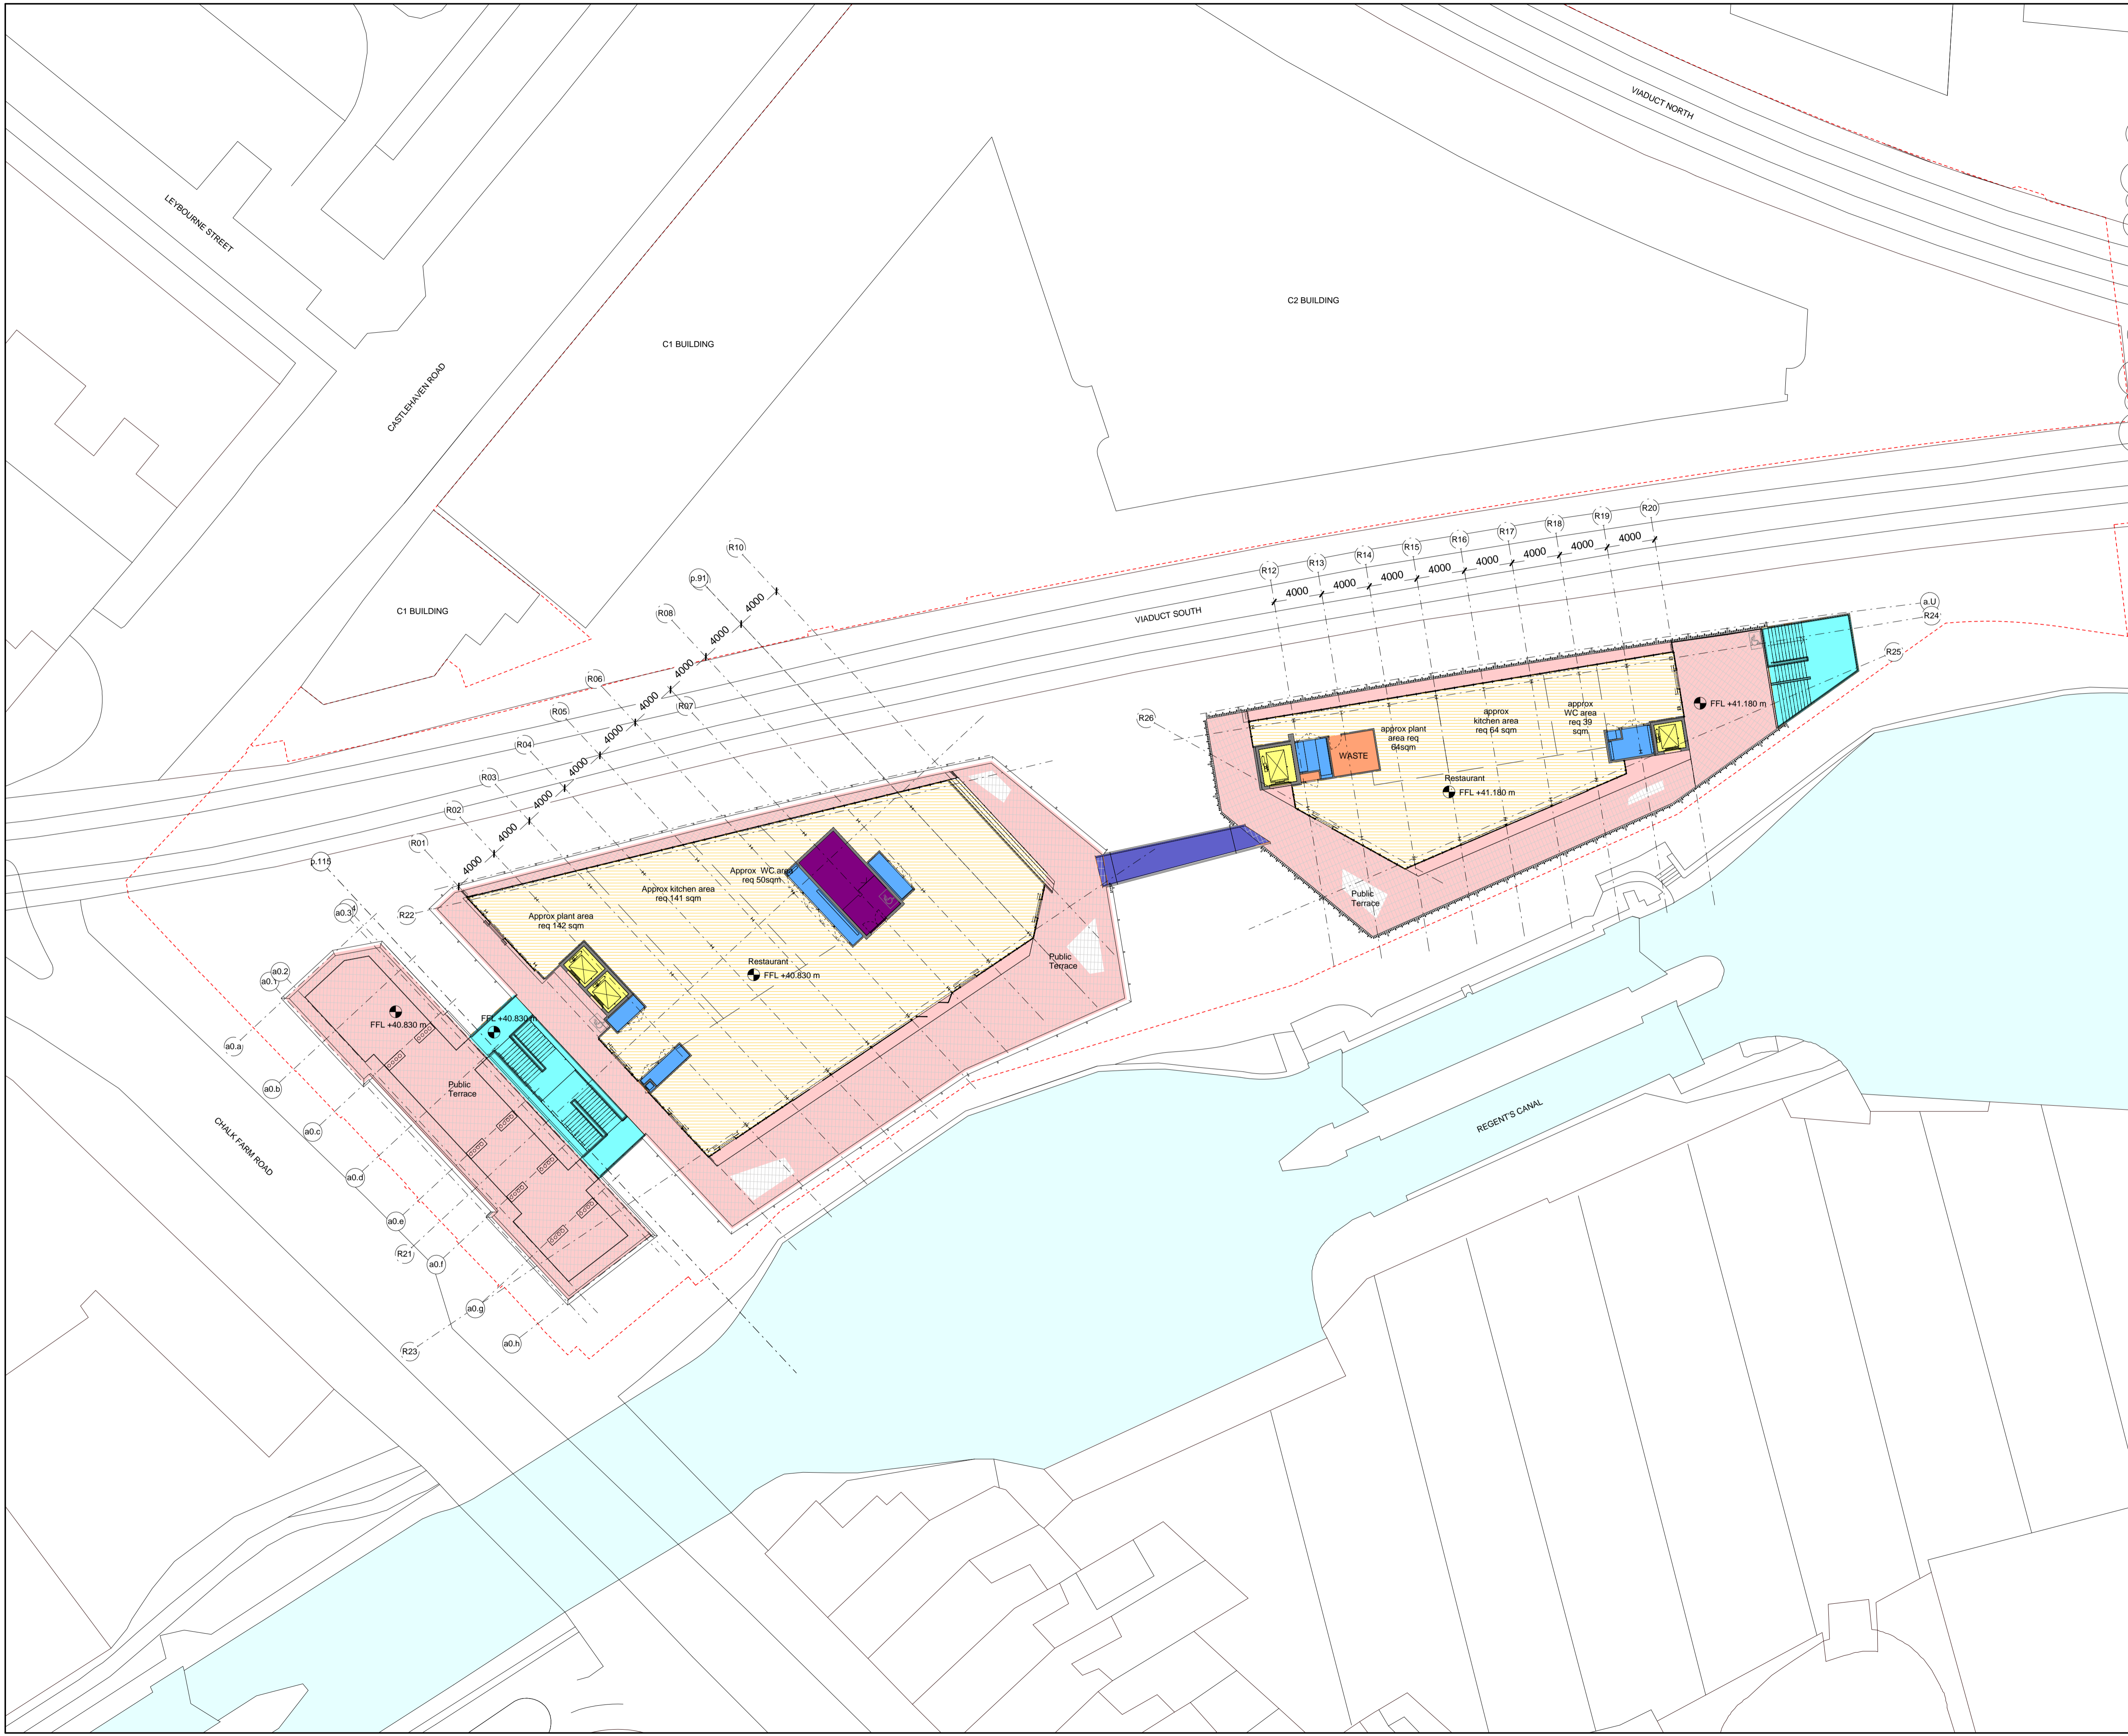 VIADUCT NORTH
LEYBOURNE STREET
C2 BUILDING
C1 BUILDING
CASTLEHAVEN ROAD
R20
R19
R18
R17
R16
R15
R14
R13
R12
4000
4000
4000
4000
4000
4000
4000
4000
R10
p.91
R08
R07
R06
R05
R04
R03
R02
R01
4000
4000
4000
4000
4000
4000
4000
4000
4000
C1 BUILDING
VIADUCT SOUTH
a.U
R24
R25
R26
FFL +41.180 m
approx
WC area
req 39
sqm
approx
kitchen area
req 64 sqm
approx plant
area req
64sqm
WASTE
Restaurant
FFL +41.180 m
Public
Terrace
p.115
a0.3
R22
Approx WC area
req 50sqm
Approx kitchen area
req 141 sqm
Approx plant area
req 142 sqm
Restaurant
FFL +40.830 m
Public
Terrace
a0.2
a0.1
FFL +40.830 m
FFL +40.830 m
a0.a
a0.b
Public
Terrace
a0.c
a0.d
a0.e
R21
a0.f
a0.g
a0.h
R23
CHALK FARM ROAD
REGENT'S CANAL